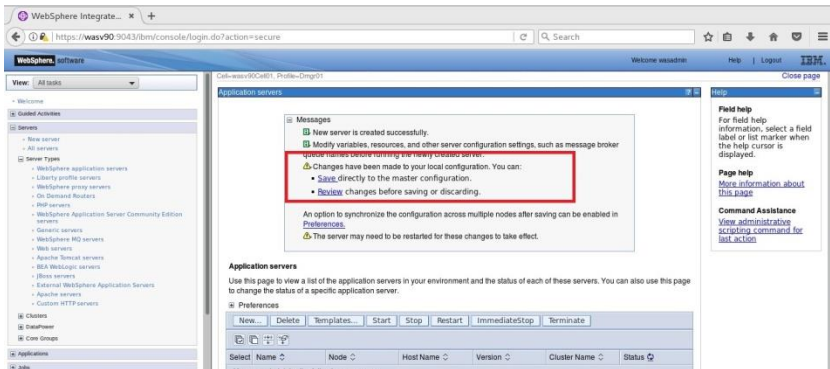 WebSphere Integrate... × +
https://wasv90:9043/ibm/console/login.do?action=secure
Search
WebSphere. software
Welcome wasadmin
Help | Logout
IBM.
View: All tasks
Cell=wasv90Cell01, Profile=Dmgr01
Close page
Welcome
Guided Activities
Servers
New server
All servers
Server Types
WebSphere application servers
Liberty profile servers
WebSphere proxy servers
On Demand Routers
PHP servers
WebSphere Application Server Community Edition
servers
Generic servers
WebSphere MQ servers
Web servers
Apache Tomcat servers
BEA WebLogic servers
JBoss servers
External WebSphere Application Servers
Apache servers
Custom HTTP servers
Clusters
DataPower
Core Groups
Applications
Jobs
Application servers
Messages
New server is created successfully.
Modify variables, resources, and other server configuration settings, such as message broker
queue names before running the newly created server.
Changes have been made to your local configuration. You can:
Save directly to the master configuration.
Review changes before saving or discarding.
An option to synchronize the configuration across multiple nodes after saving can be enabled in
Preferences.
The server may need to be restarted for these changes to take effect.
Application servers
Use this page to view a list of the application servers in your environment and the status of each of these servers. You can also use this page
to change the status of a specific application server.
Preferences
New... Delete Templates... Start Stop Restart ImmediateStop Terminate
Select Name Node Host Name Version Cluster Name Status
Help
Field help
For field help
information, select a field
label or list marker when
the help cursor is
displayed.
Page help
More information about
this page
Command Assistance
View administrative
scripting command for
last action